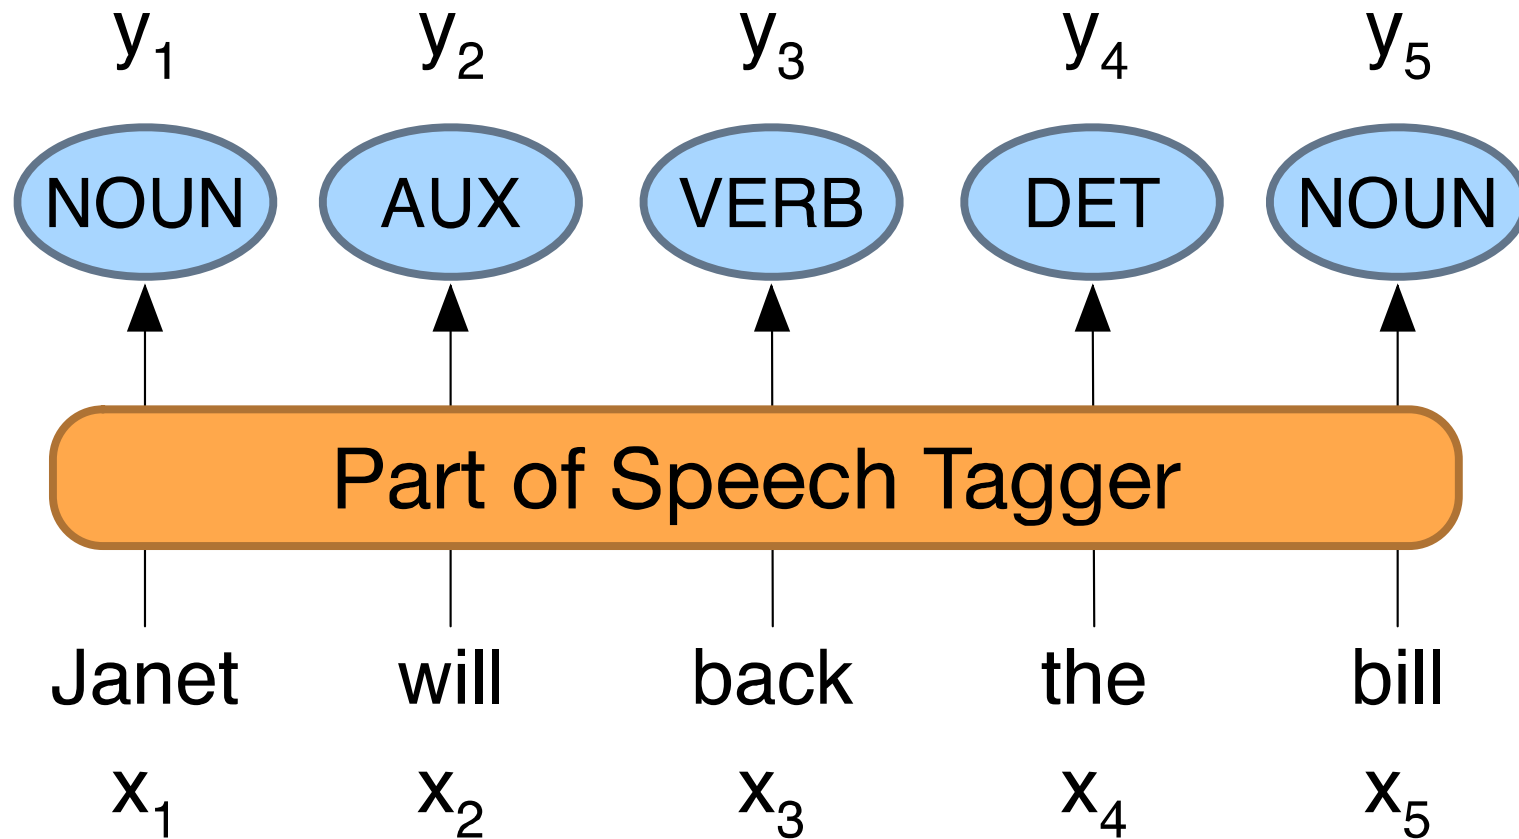 y₁ y₂ y₃ y₄ y₅
NOUN AUX VERB DET NOUN
Part of Speech Tagger
Janet will back the bill
x₁ x₂ x₃ x₄ x₅